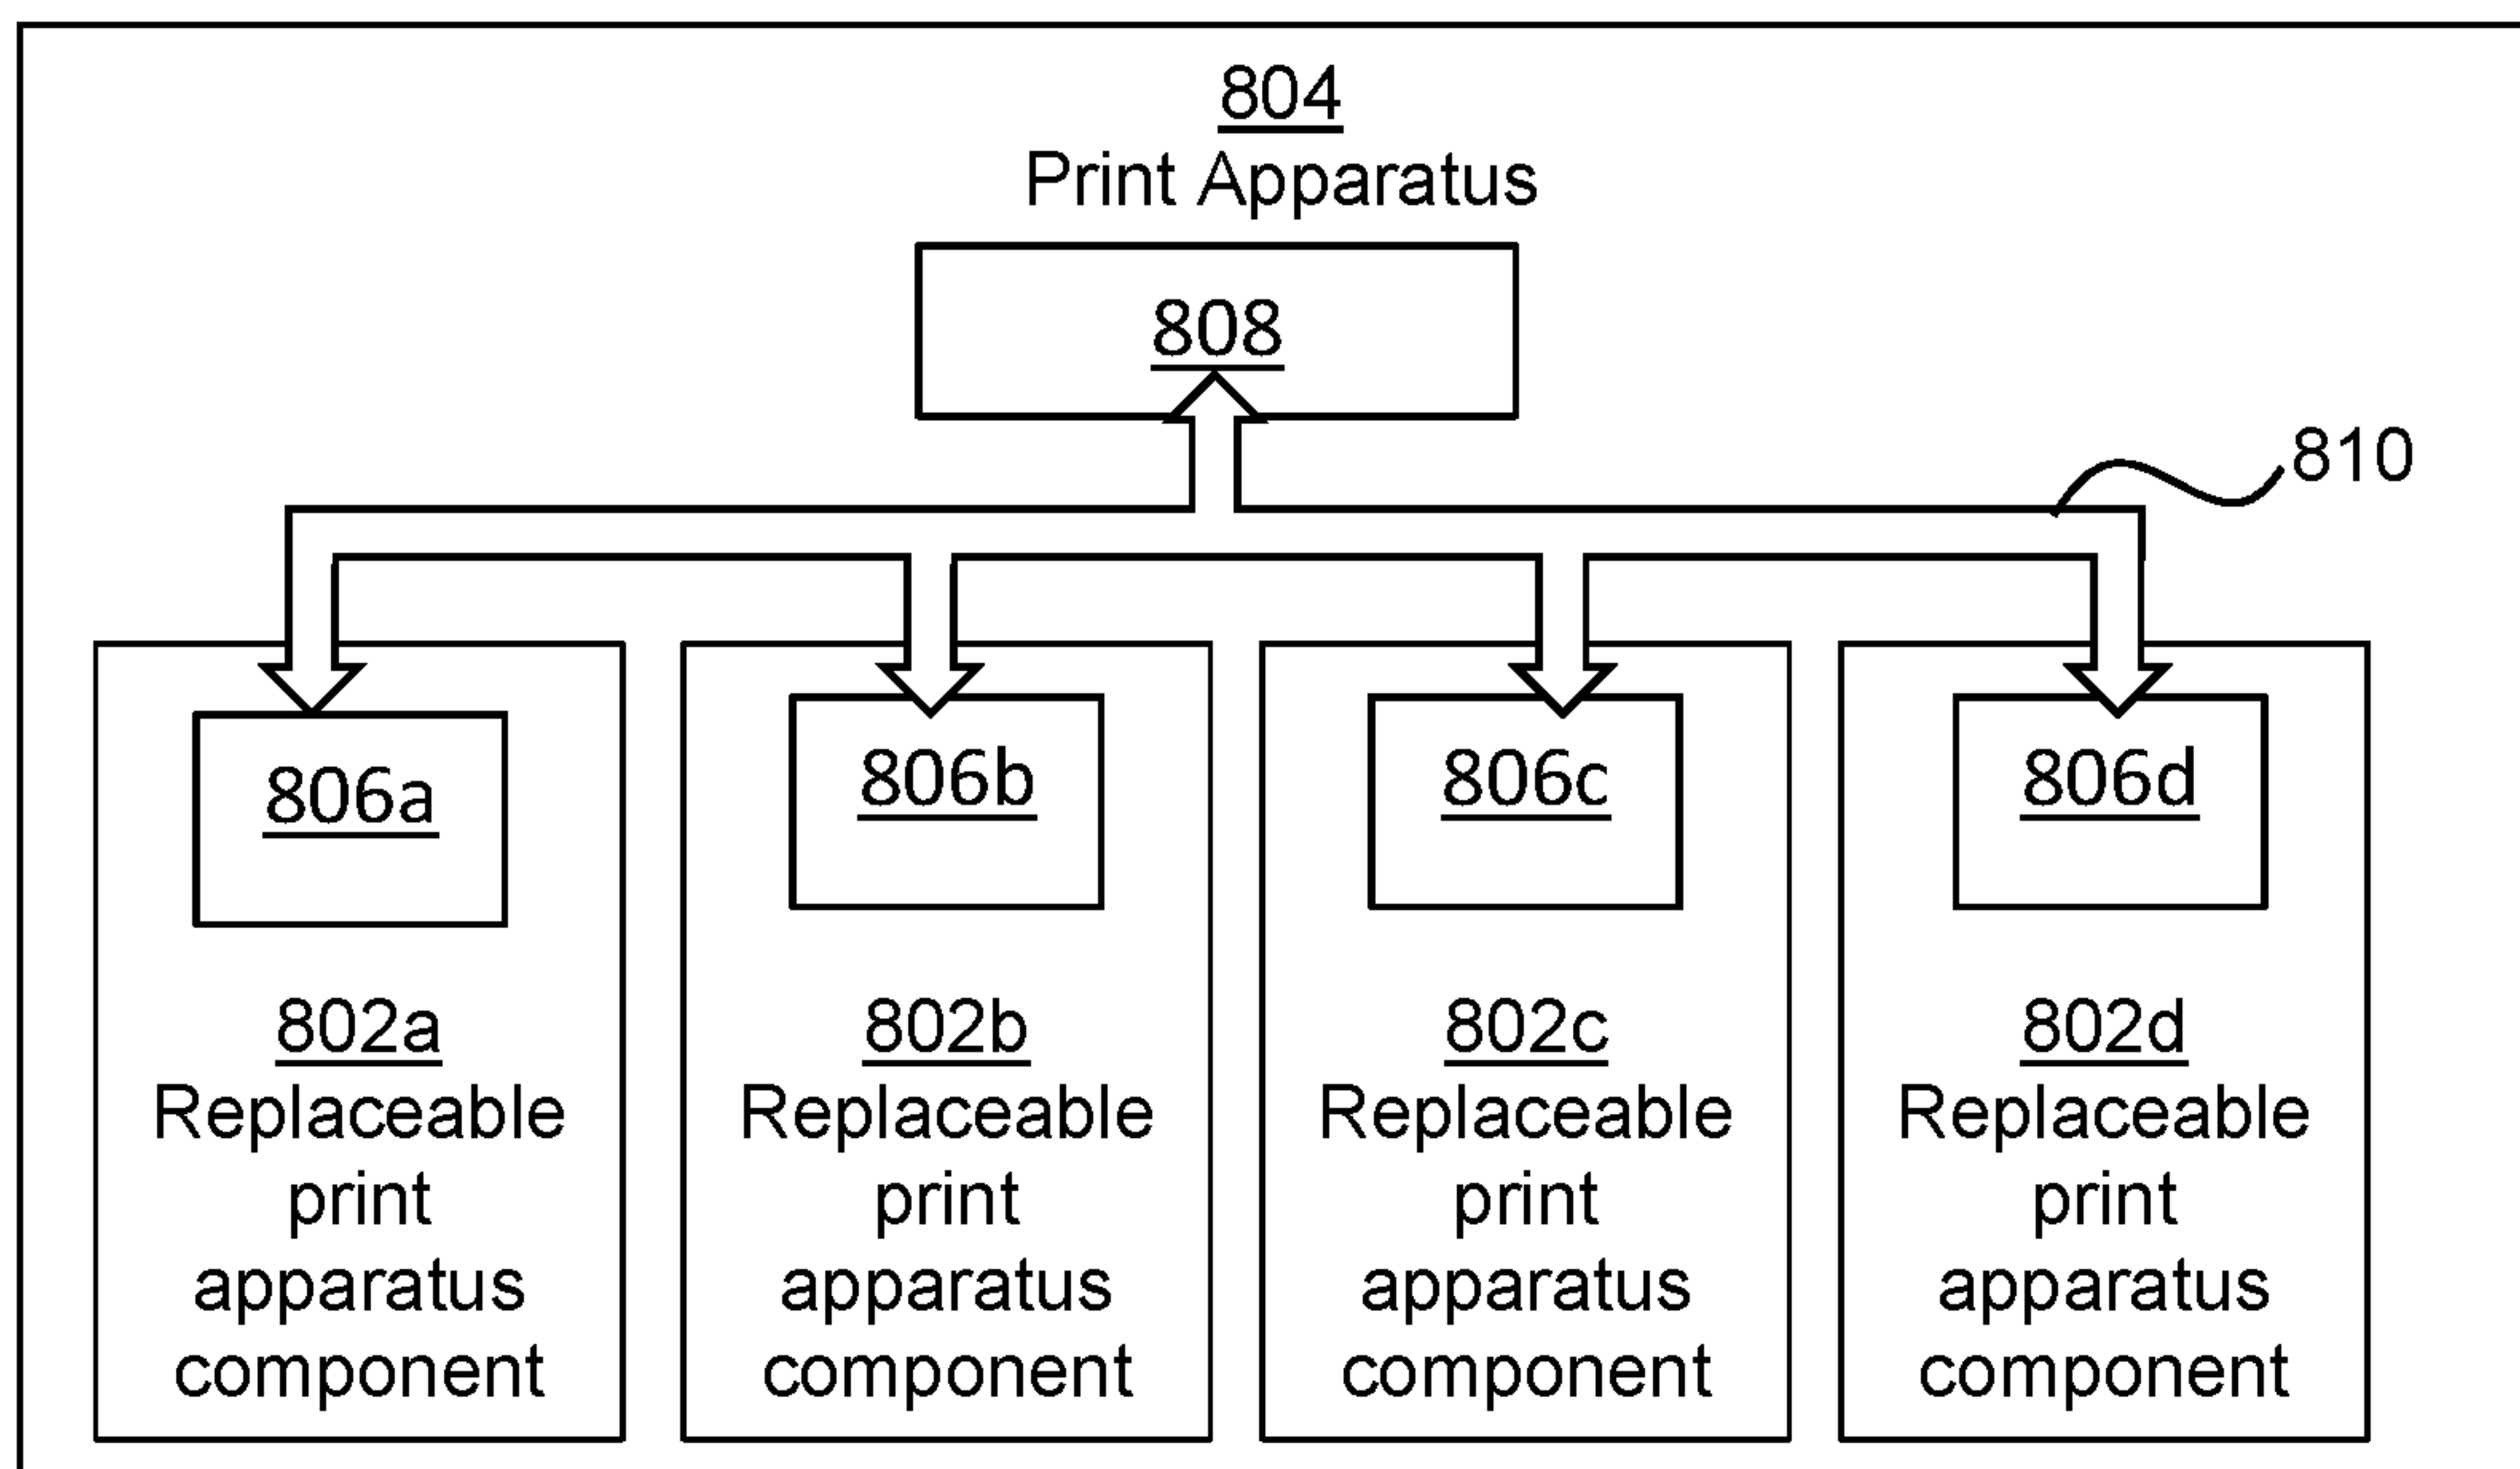 804
Print Apparatus
808
810
806a
806b
806c
806d
802a
Replaceable
print
apparatus
component
802b
Replaceable
print
apparatus
component
802c
Replaceable
print
apparatus
component
802d
Replaceable
print
apparatus
component